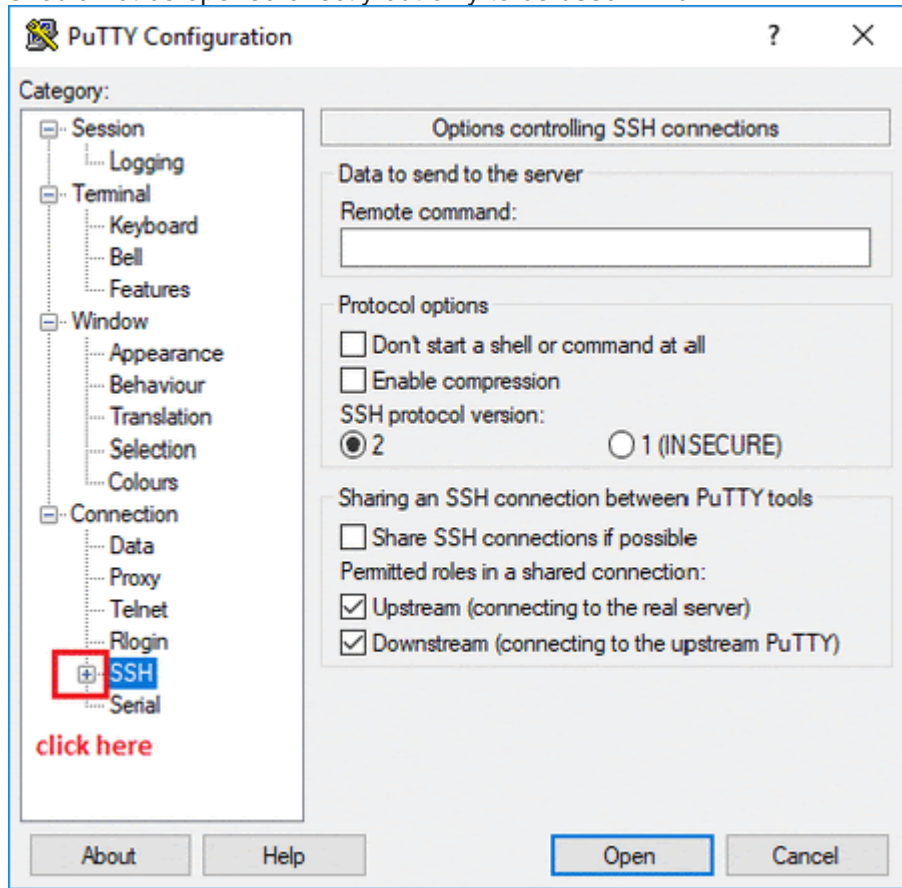 PuTTY Configuration
?
Category:
Session
Logging
Terminal
Keyboard
Bell
Features
Window
Appearance
Behaviour
Translation
Selection
Colours
Connection
Data
Proxy
Telnet
Rlogin
SSH
Serial
click here
Options controlling SSH connections
Data to send to the server
Remote command:
Protocol options
Don't start a shell or command at all
Enable compression
SSH protocol version:
2 1 (INSECURE)
Sharing an SSH connection between PuTTY tools
Share SSH connections if possible
Permitted roles in a shared connection:
Upstream (connecting to the real server)
Downstream (connecting to the upstream PuTTY)
About Help Open Cancel